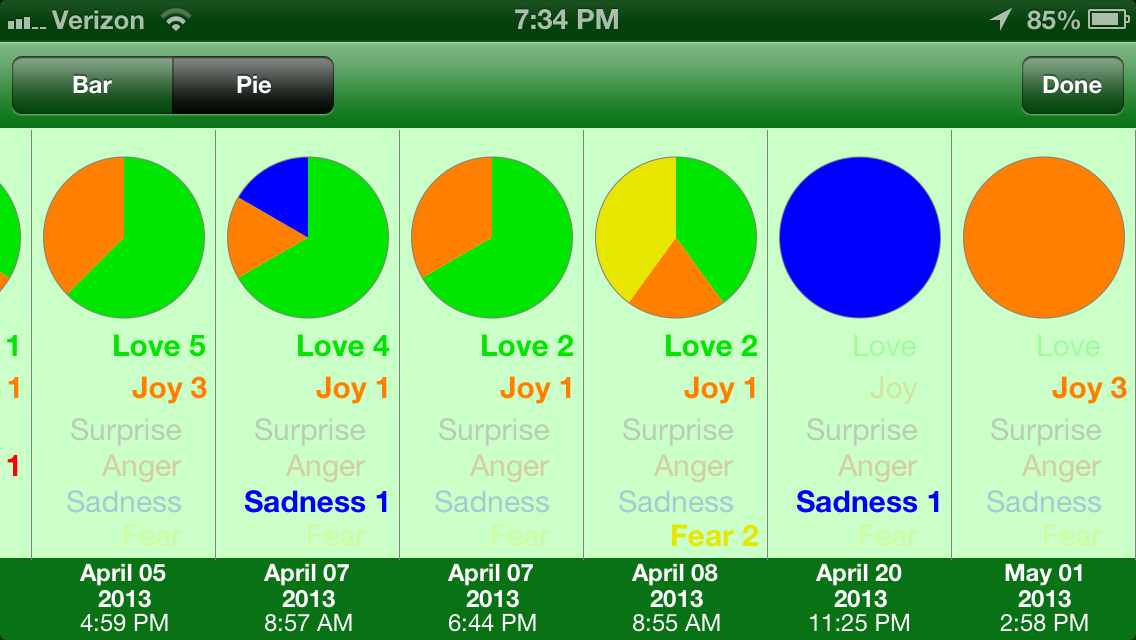 Verizon 7:34 PM 85%
Bar Pie Done
1 Love 5 Love 4 Love 2 Love 2 Love Love
1 Joy 3 Joy 1 Joy 1 Joy 1 Joy Joy 3
Surprise Surprise Surprise Surprise Surprise Surprise
1 Anger Anger Anger Anger Anger Anger
Sadness Sadness 1 Sadness Sadness Sadness 1 Sadness
Fear Fear Fear Fear 2 Fear Fear
April 05 April 07 April 07 April 08 April 20 May 01
2013 2013 2013 2013 2013 2013
4:59 PM 8:57 AM 6:44 PM 8:55 AM 11:25 PM 2:58 PM